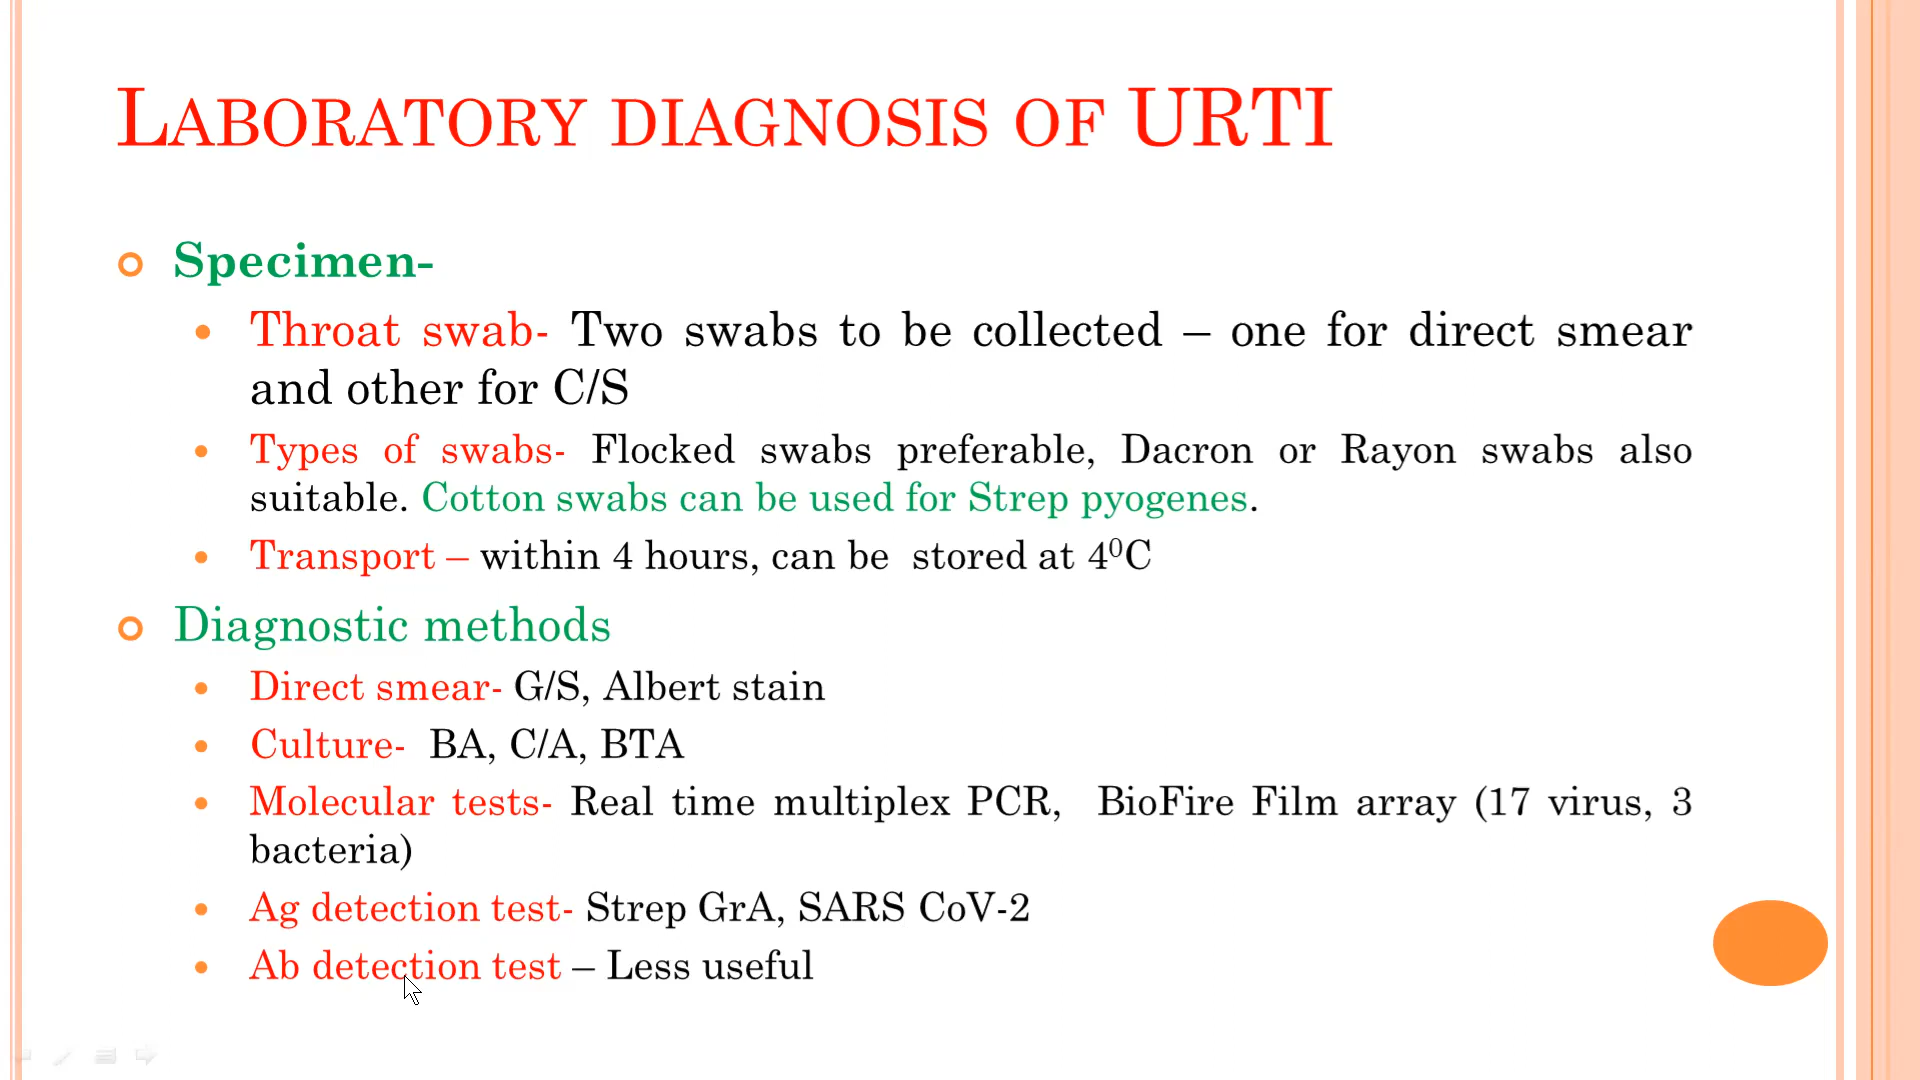 LABORATORY DIAGNOSIS OF URTI
Specimen-
Throat swab- Two swabs to be collected – one for direct smear
and other for C/S
Types of swabs- Flocked swabs preferable, Dacron or Rayon swabs also
suitable. Cotton swabs can be used for Strep pyogenes.
Transport – within 4 hours, can be stored at 4⁰C
Diagnostic methods
Direct smear- G/S, Albert stain
Culture- BA, C/A, BTA
Molecular tests- Real time multiplex PCR, BioFire Film array (17 virus, 3
bacteria)
Ag detection test- Strep GrA, SARS CoV-2
Ab detection test – Less useful